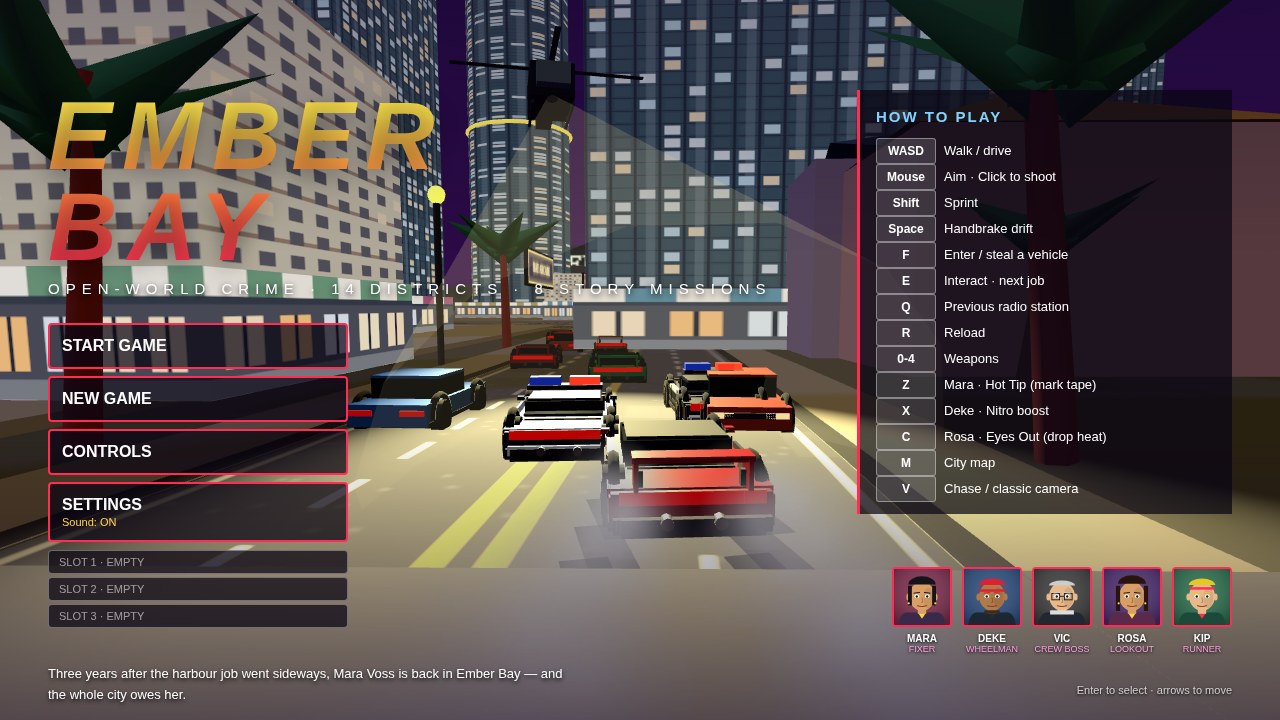 EMBER
BAY
OPEN-WORLD CRIME · 14 DISTRICTS · 8 STORY MISSIONS
START GAME
NEW GAME
CONTROLS
SETTINGS
Sound: ON
SLOT 1 · EMPTY
SLOT 2 · EMPTY
SLOT 3 · EMPTY
Three years after the harbour job went sideways, Mara Voss is back in Ember Bay — and
the whole city owes her.
HOW TO PLAY
WASD Walk / drive
Mouse Aim · Click to shoot
Shift Sprint
Space Handbrake drift
F Enter / steal a vehicle
E Interact · next job
Q Previous radio station
R Reload
0-4 Weapons
Z Mara · Hot Tip (mark tape)
X Deke · Nitro boost
C Rosa · Eyes Out (drop heat)
M City map
V Chase / classic camera
MARA DEKE VIC ROSA KIP
FIXER WHEELMAN CREW BOSS LOOKOUT RUNNER
Enter to select · arrows to move